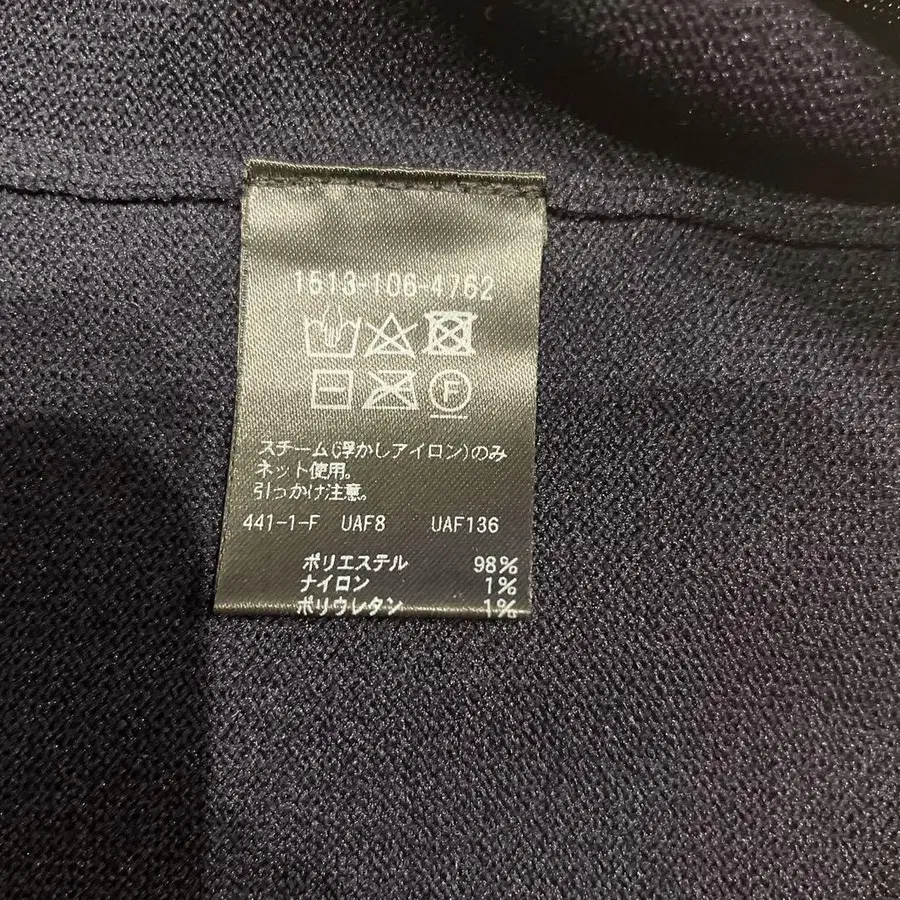 1613-106-4762
F
スチーム(浮かしアイロン)のみ
ネット使用。
引っかけ注意。
441-1-F UAF8 UAF136
ポリエステル 98%
ナイロン 1%
ポリウレタン 1%